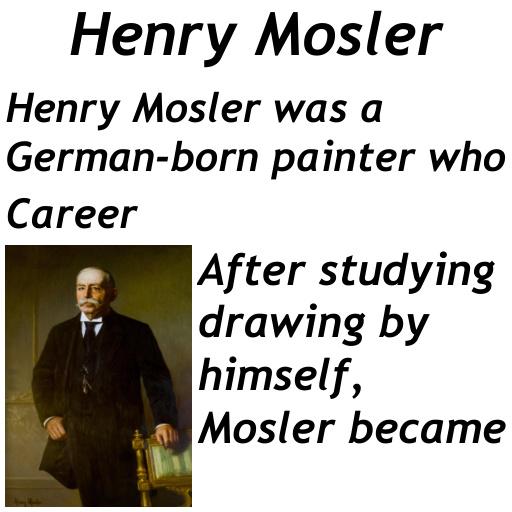 Henry Mosler
Henry Mosler was a
German-born painter who
Career
After studying
drawing by
himself,
Mosler became